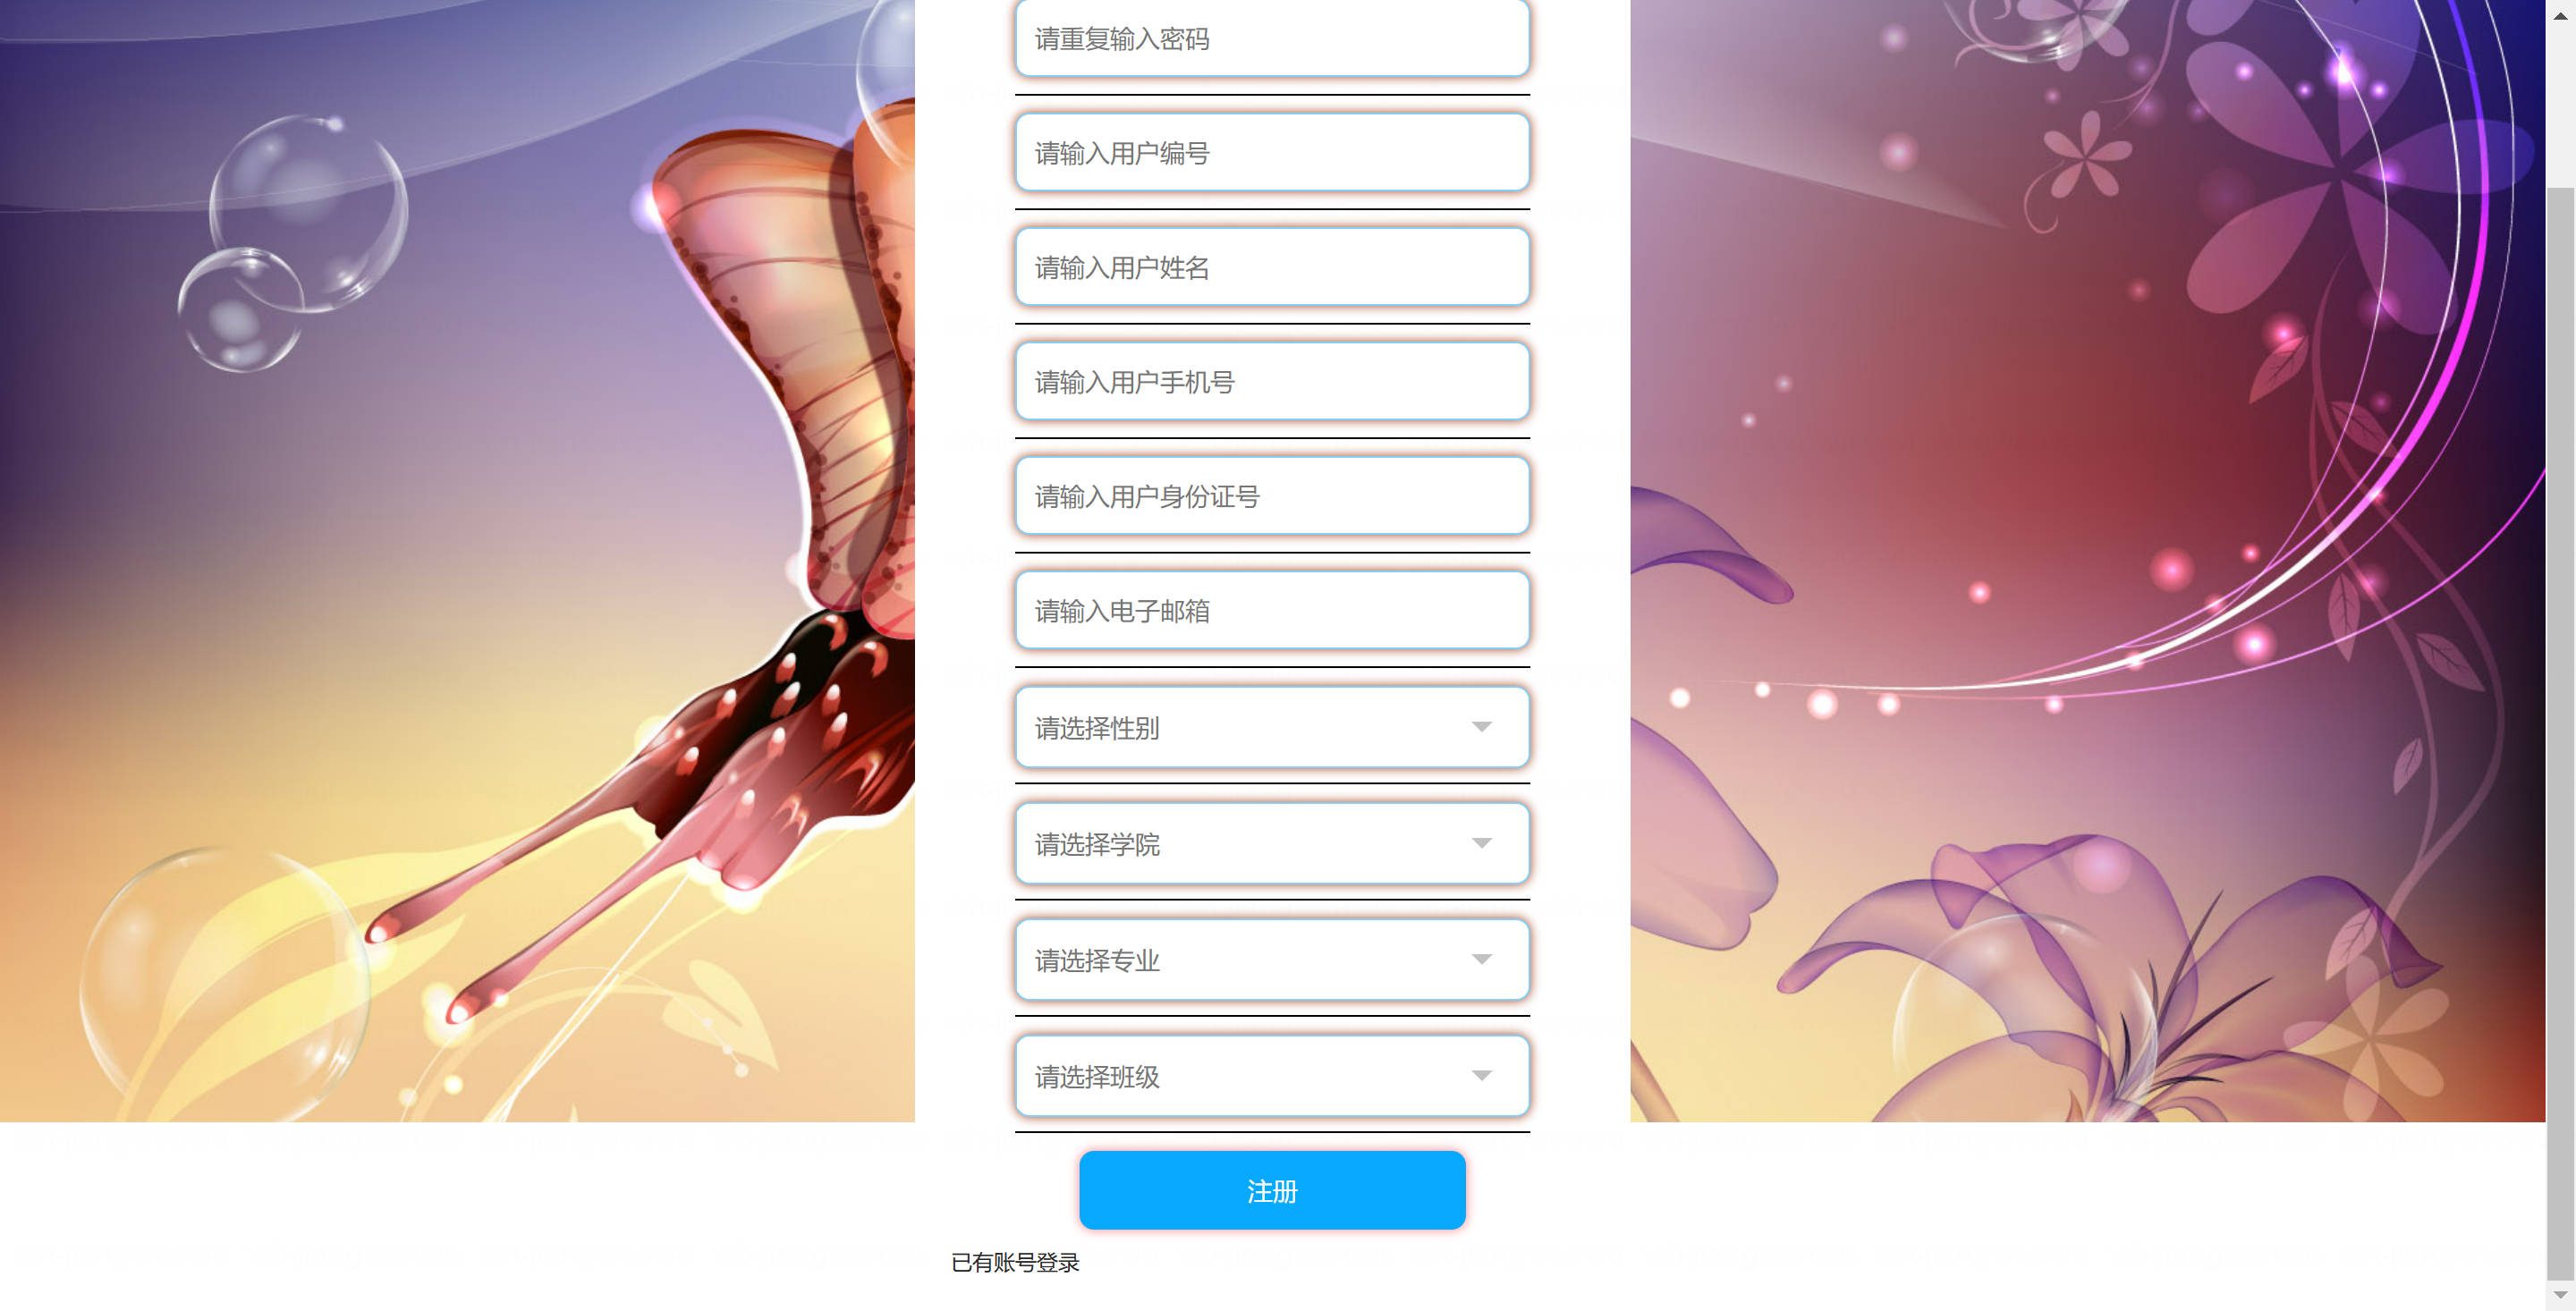 请重复输入密码
请输入用户编号
请输入用户姓名
请输入用户手机号
请输入用户身份证号
请输入电子邮箱
请选择性别
请选择学院
请选择专业
请选择班级
注册
已有账号登录